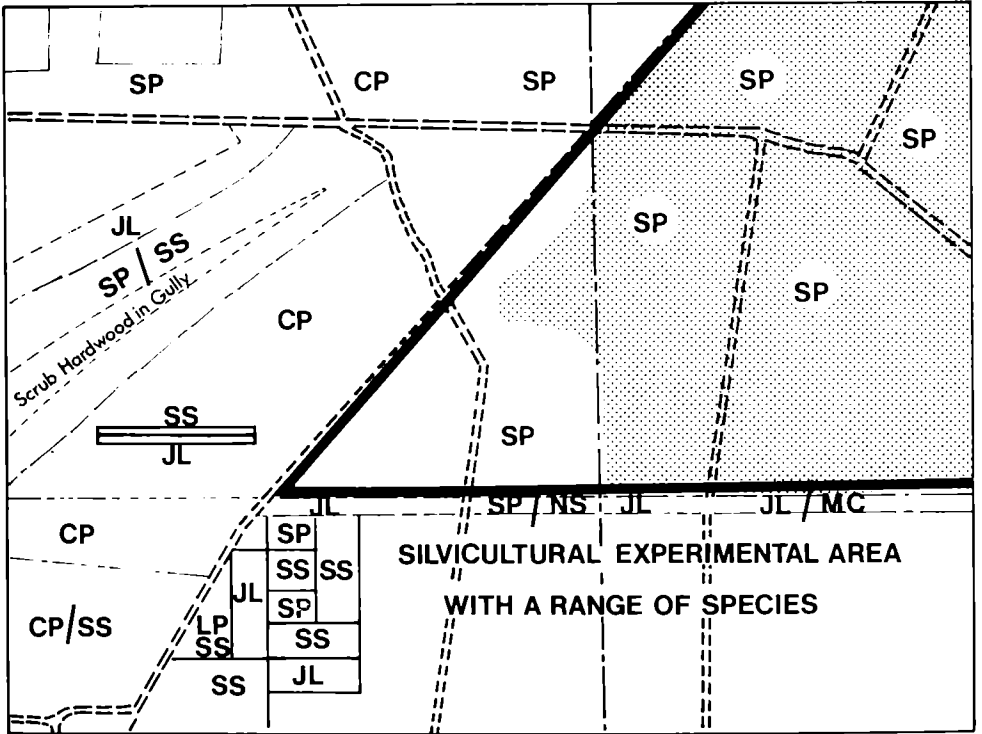 SP
CP
SP
SP
SP
JL
SP / SS
SP
SP
Scrub Hardwood in Gully
CP
SS
JL
SP
JL
SP / NS
JL
JL / MC
CP
SP
SS
SS
SILVICULTURAL EXPERIMENTAL AREA
JL
SP
WITH A RANGE OF SPECIES
CP/SS
LP
SS
SS
SS
JL